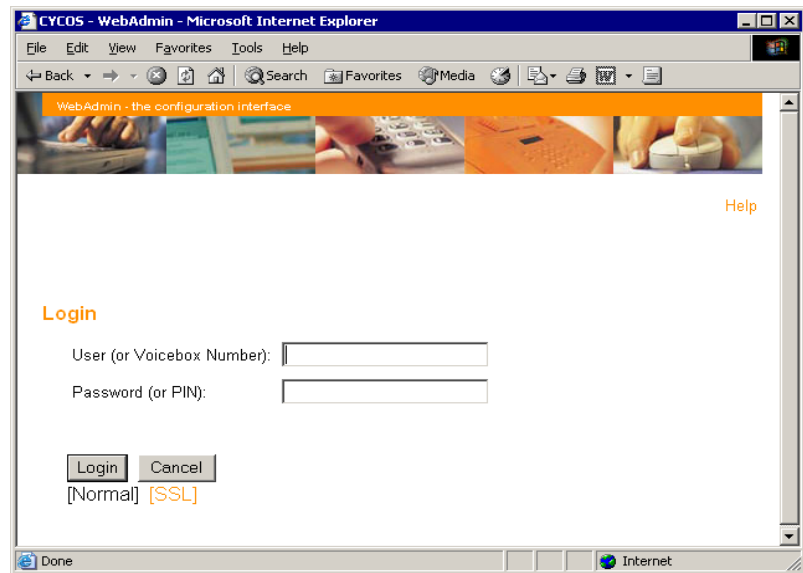 CYCOS - WebAdmin - Microsoft Internet Explorer
File Edit View Favorites Tools Help
Back Search Favorites Media
WebAdmin - the configuration interface
Help
Login
User (or Voicebox Number):
Password (or PIN):
Login Cancel
[Normal] [SSL]
Done Internet